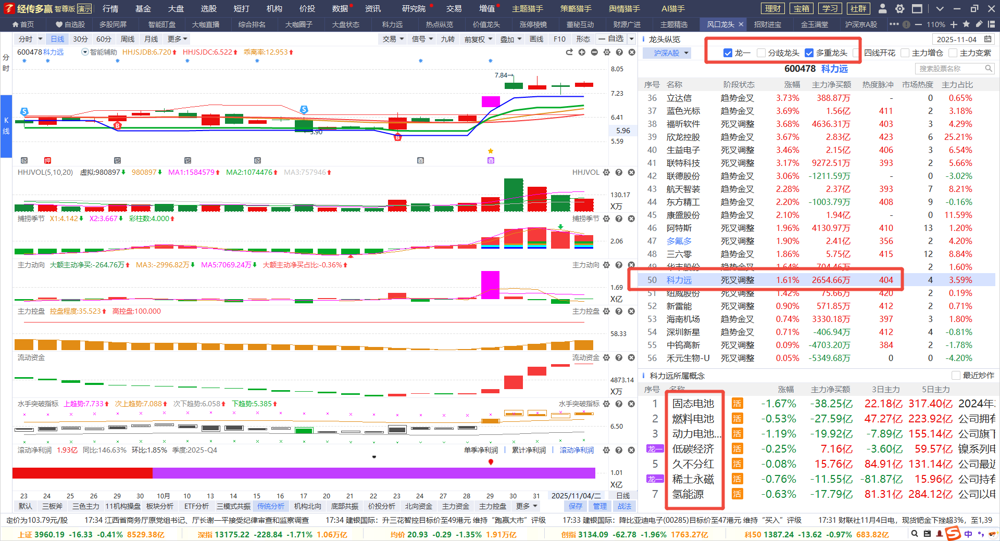 经传多赢 智尊版 演示 行情 基金 大盘 选股 短打 机构 价投 数据 资讯 研究院 交易 增值 主题猎手 策略猎手 舆情猎手 AI猎手 理财 宝箱 学习 社群
首页 自选股 多股同屏 智能盯盘 大咖直播 综合排名 大咖圈子 大盘状态 科力远 热点纵览 价值龙头 涨停棱镜 董秘互动 财源广进 主题精选 风口龙头 招财进宝 金玉满堂 沪深京A股 110%
分时 日线 30分 60分 周线 月线 更多 交易 信号 九转 前复权 叠加 画线 F10 形态 一 自选
600478 科力远 智能辅助 HHJSJDB:6.720 HHJSJDC:6.522 乖离率:12.953
分时
K线
8.05
7.84
7.23
6.41
5.96
5.90
5.59
S S B B
经 押 它 它 经 查 查
HHJVOL(5,10,20) 虚拟:980897 980897 MA1:1584579 MA2:1074476 MA3:757946 HHJVOL
130.17
X万
捕捞季节 X1:4.142 X2:3.667 彩柱数:4.000 捕捞季节
2.06
主力动向 大额主动净买:-264.76万 MA3:-2996.82万 MA5:7069.24万 大额主动净买占比:-0.36% 主力动向
1.69
X亿
主力控盘 控盘程度:35.523 高控盘:100.000 主力控盘
58.33
流动资金 流动资金
4873.14
X万
水手突破指标 上趋势:7.733 次上趋势:7.088 次下趋势:6.058 下趋势:5.385 水手突破指标
6.50
滚动净利润 1.93亿 同比:146.63% 环比:1.85% 季度:2025-Q4 单季净利润 | 累计净利润 | 滚动净利润
1.01
X亿
23 24 25 26 29 30 10月 10 13 14 15 16 17 20 21 22 23 24 27 28 29 30 31 2025/11/04/二 日线
默认 三板斧 三色主力 11机构操盘 板块分析 ETF分析 三模式共振 传统分析 机构北向 底部共振 价投分析 北向资金 主力资金 主力控盘 更多 保存 管理 战法
龙头纵览 2025-11-04
沪深A股 龙一 分歧龙头 多重龙头 四线开花 主力增仓 主力变紫
600478 科力远 搜索股票名称
序号 名称 阶段状态 涨幅 主力净买额 热度脉冲 市场热度 主力占比
36 立达信 趋势金叉 3.73% 388.87万 - 0 0.65%
37 蓝色光标 趋势金叉 3.69% 1.56亿 411 2 3.18%
38 福昕软件 死叉调整 3.68% 4636.31万 403 3 4.29%
39 欣龙控股 趋势金叉 3.67% 2.83亿 423 6 25.21%
40 生益电子 死叉调整 3.46% 2.15亿 406 3 6.54%
41 联特科技 死叉调整 3.17% 9272.51万 393 2 5.66%
42 联德股份 趋势金叉 3.06% -1211.59万 - 0 -3.02%
43 航天智装 趋势金叉 2.28% 2.37亿 393 7 8.21%
44 东方精工 趋势金叉 2.20% -1003.79万 408 9 -0.16%
45 康盛股份 趋势金叉 2.10% 1.94亿 - 0 11.59%
46 阿特斯 死叉调整 1.96% 4130.97万 410 13 1.20%
47 多氟多 死叉调整 1.90% 2.41亿 356 2 4.20%
48 三六零 趋势金叉 1.86% 5.75亿 415 12 8.84%
49 华丰股份 趋势金叉 1.64% 704.46万 2 1.60%
50 科力远 死叉调整 1.61% 2654.66万 404 4 3.59%
51 纽威股份 死叉调整 1.42% 75.66万 420 2 0.19%
52 新雷能 死叉调整 0.90% 571.85万 412 2 0.71%
53 海南机场 趋势金叉 0.74% 3330.18万 397 3 1.80%
54 深圳新星 趋势金叉 0.71% -406.94万 412 4 -0.81%
55 中钨高新 死叉调整 0.09% -4703.20万 384 2 -1.78%
56 禾元生物-U 死叉调整 0.05% -5349.68万 0 0 -4.20%
科力远所属概念 最近炒作
序号 名称 涨幅 主力净买额 3日主力 5日主力
1 固态电池 活 -1.67% -38.25亿 22.18亿 317.40亿 2024年
2 燃料电池 活 -0.53% -27.59亿 47.27亿 223.92亿 公司拥有
3 动力电池... 活 -1.19% -19.92亿 -7.89亿 155.14亿 公司旗下
龙一 低碳经济 活 -0.25% 7.16亿 -3.60亿 59.57亿 镍系列电
5 久不分红 活 -0.08% 15.76亿 84.91亿 131.14亿 公司最近
龙一 稀土永磁 活 -0.76% -11.55亿 -81.87亿 15.96亿 公司持有
7 氢能源 活 -0.63% -17.79亿 81.31亿 284.12亿 公司以电
定价为103.79元/股 17:34 江西省商务厅原党组书记、厅长谢一平接受纪律审查和监察调查 17:34 建银国际：升三花智控目标价至49港元 维持“跑赢大市”评级 17:33 建银国际：降比亚迪电子(00285)目标价至47港元 维持“买入”评级 17:31 财联社11月4日电，现货钯金下挫超3%，至1,39
上证 3960.19 -16.33 -0.41% 8529.38亿 深指 13175.22 -228.84 -1.71% 1.06万亿 均价 20.93 -0.29 -1.35% 1.91万亿 创指 3134.09 -62.78 -1.96% 1763.27亿 科50 1387.24 -13.62 -0.97% 683.82亿 S 中